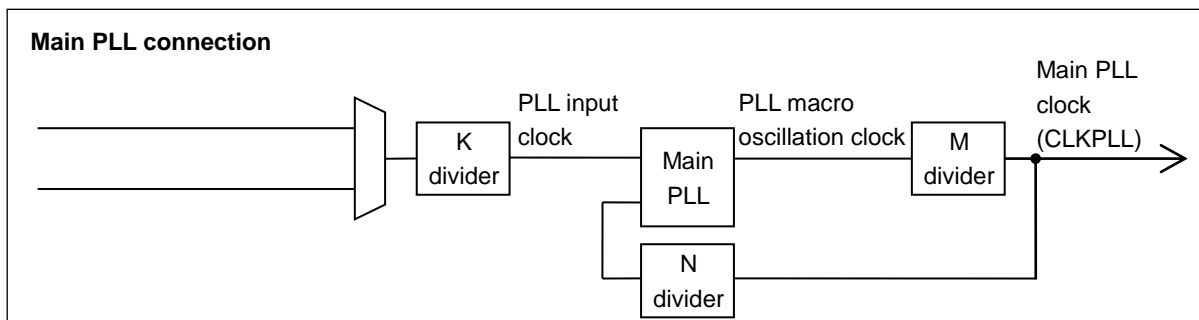 Main PLL connection
K
divider
PLL input
clock
Main
PLL
PLL macro
oscillation clock
M
divider
Main PLL
clock
(CLKPLL)
N
divider